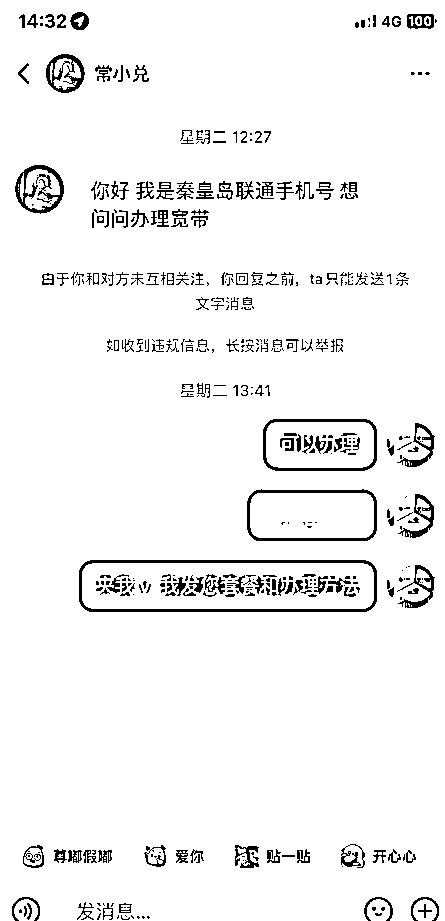 14:32
4G 100
常小兑
星期二 12:27
你好 我是秦皇岛联通手机号 想
问问办理宽带
由于你和对方未互相关注，你回复之前，ta只能发送1条
文字消息
如收到违规信息，长按消息可以举报
星期二 13:41
可以办理
我发您套餐和办理方法
尊嘟假嘟 爱你 贴一贴 开心心
发消息...